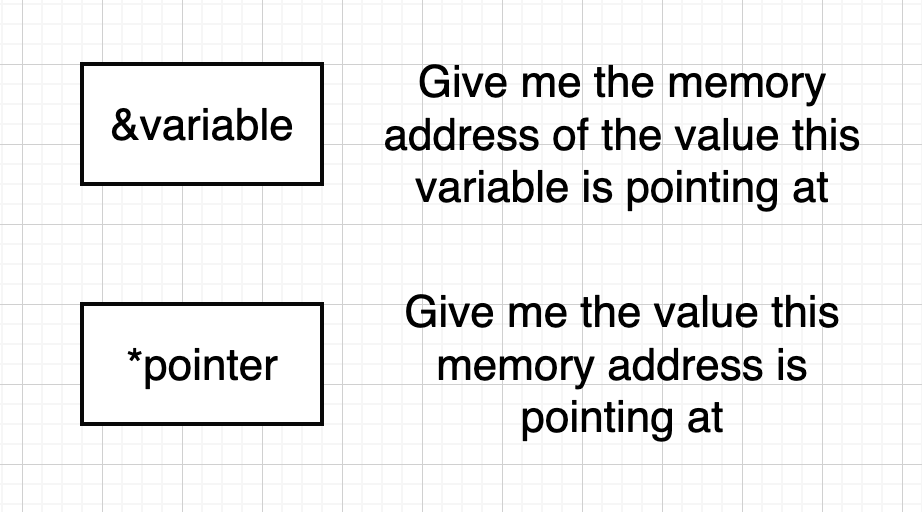 &variable
Give me the memory
address of the value this
variable is pointing at
*pointer
Give me the value this
memory address is
pointing at